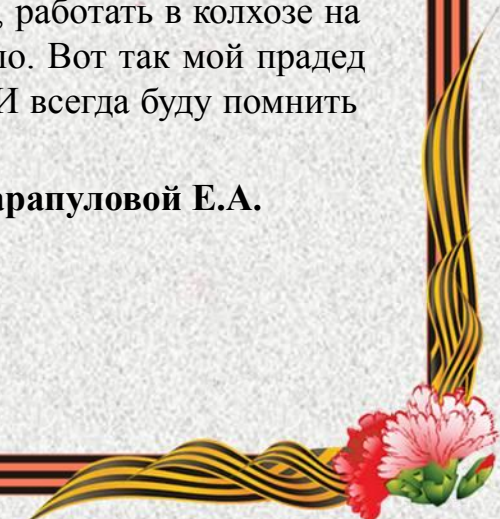 , работать в колхозе на
ло. Вот так мой прадед
И всегда буду помнить
арапуловой Е.А.